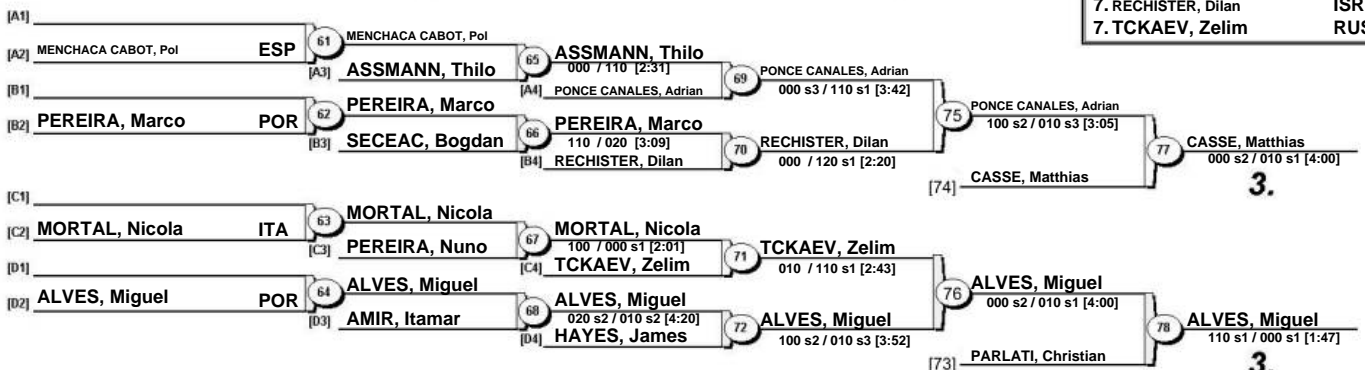 7. RECHISTER, Dilan ISR
7. TCKAEV, Zelim RUS
[A1]
[A2] MENCHACA CABOT, Pol ESP
61 MENCHACA CABOT, Pol
[A3] ASSMANN, Thilo
65 ASSMANN, Thilo
000 / 110 [2:31]
[A4] PONCE CANALES, Adrian
69 PONCE CANALES, Adrian
000 s3 / 110 s1 [3:42]
[B1]
[B2] PEREIRA, Marco POR
62 PEREIRA, Marco
[B3] SECEAC, Bogdan
66 PEREIRA, Marco
110 / 020 [3:09]
[B4] RECHISTER, Dilan
70 RECHISTER, Dilan
000 / 120 s1 [2:20]
75 PONCE CANALES, Adrian
100 s2 / 010 s3 [3:05]
[74] CASSE, Matthias
77 CASSE, Matthias
000 s2 / 010 s1 [4:00]
3.
[C1]
[C2] MORTAL, Nicola ITA
63 MORTAL, Nicola
[C3] PEREIRA, Nuno
67 MORTAL, Nicola
100 / 000 s1 [2:01]
[C4] TCKAEV, Zelim
71 TCKAEV, Zelim
010 / 110 s1 [2:43]
[D1]
[D2] ALVES, Miguel POR
64 ALVES, Miguel
[D3] AMIR, Itamar
68 ALVES, Miguel
020 s2 / 010 s2 [4:20]
[D4] HAYES, James
72 ALVES, Miguel
100 s2 / 010 s3 [3:52]
76 ALVES, Miguel
000 s2 / 010 s1 [4:00]
[73] PARLATI, Christian
78 ALVES, Miguel
110 s1 / 000 s1 [1:47]
3.